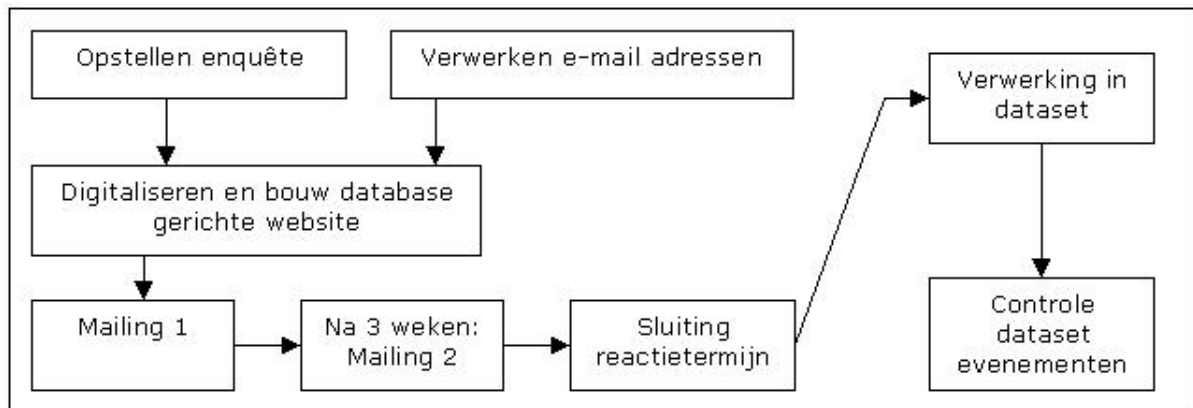 Opstellen enquête
Verwerken e-mail adressen
Digitaliseren en bouw database
gerichte website
Mailing 1
Na 3 weken:
Mailing 2
Sluiting
reactietermijn
Verwerking in
dataset
Controle
dataset
evenementen